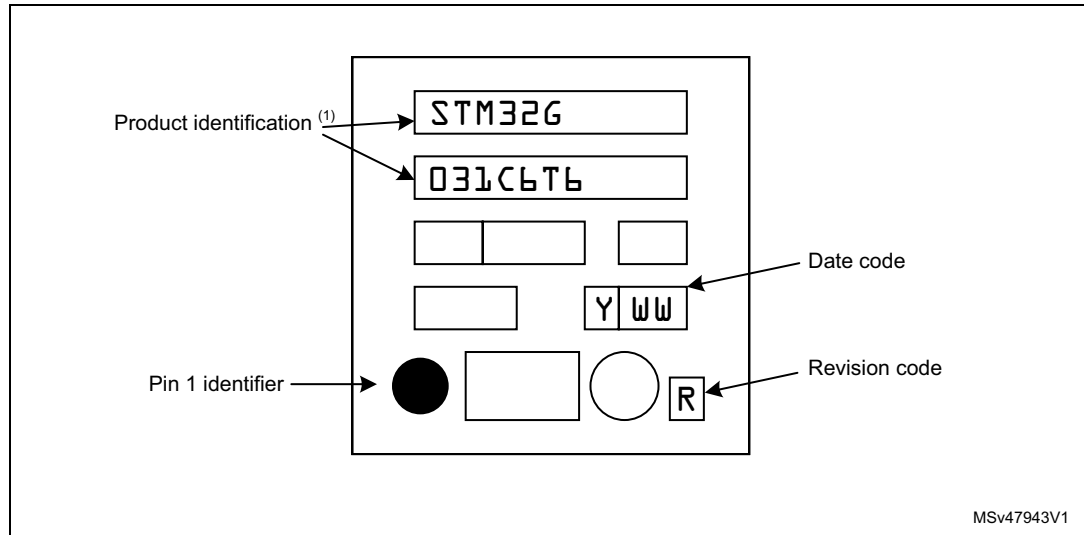 STM32G
Product identification (1)
031C6T6
Date code
Y WW
Pin 1 identifier
Revision code
R
MSv47943V1